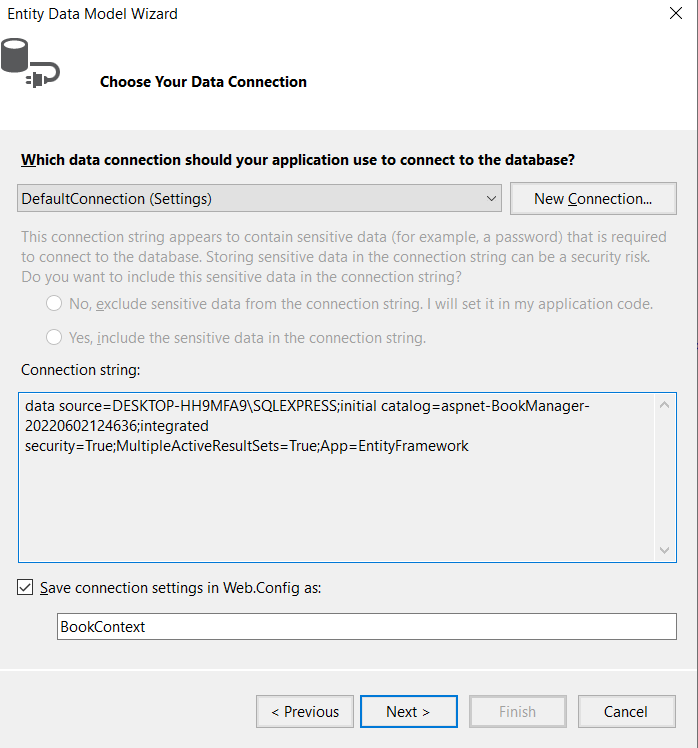 Entity Data Model Wizard
Choose Your Data Connection
Which data connection should your application use to connect to the database?
DefaultConnection (Settings)
New Connection...
This connection string appears to contain sensitive data (for example, a password) that is required
to connect to the database. Storing sensitive data in the connection string can be a security risk.
Do you want to include this sensitive data in the connection string?
No, exclude sensitive data from the connection string. I will set it in my application code.
Yes, include the sensitive data in the connection string.
Connection string:
data source=DESKTOP-HH9MFA9\SQLEXPRESS;initial catalog=aspnet-BookManager-
20220602124636;integrated
security=True;MultipleActiveResultSets=True;App=EntityFramework
Save connection settings in Web.Config as:
BookContext
< Previous
Next >
Finish
Cancel